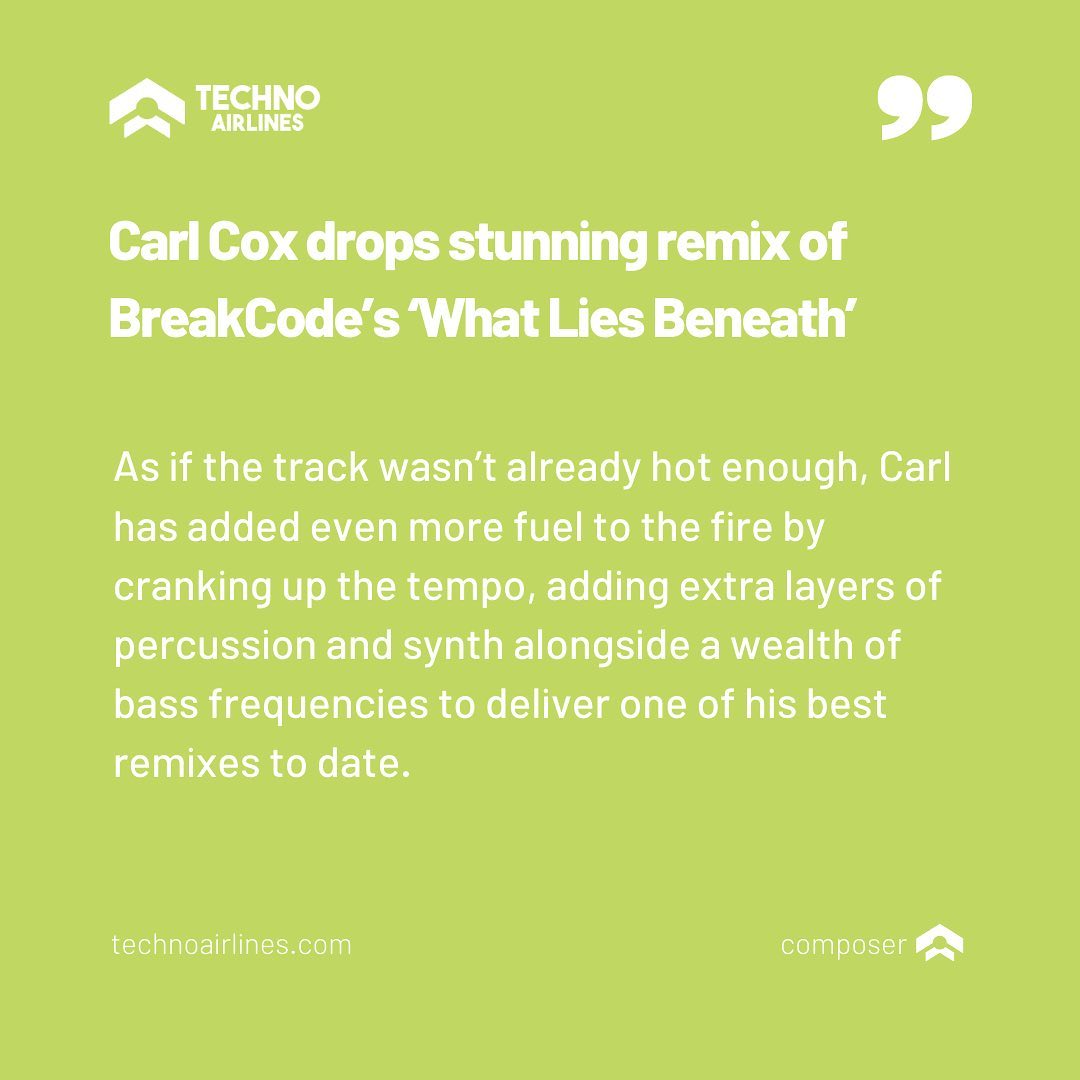 TECHNO
AIRLINES
”
Carl Cox drops stunning remix of
BreakCode’s ‘What Lies Beneath’
As if the track wasn’t already hot enough, Carl
has added even more fuel to the fire by
cranking up the tempo, adding extra layers of
percussion and synth alongside a wealth of
bass frequencies to deliver one of his best
remixes to date.
technoairlines.com
composer